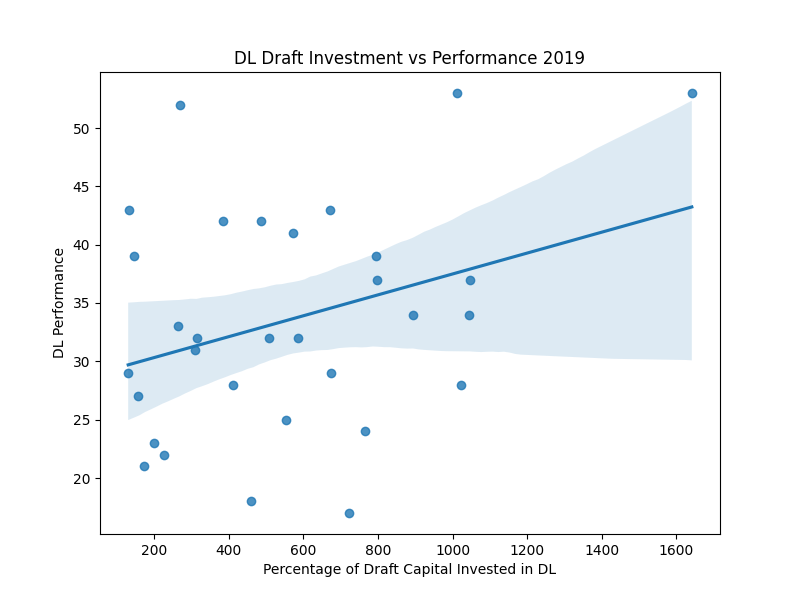 DL Draft Investment vs Performance 2019
50
45
40
35
30
25
20
DL Performance
200 400 600 800 1000 1200 1400 1600
Percentage of Draft Capital Invested in DL